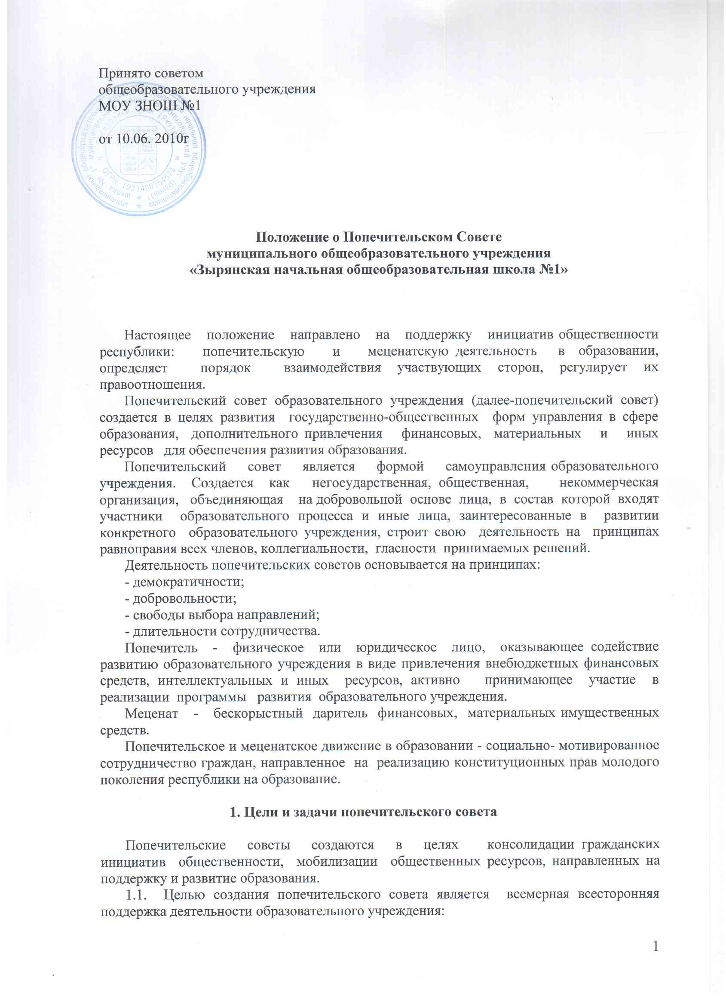 Принято советом
общеобразовательного учреждения
МОУ ЗНОШ №1
от 10.06. 2010г
ОГРН 1031400354578
Положение о Попечительском Совете
муниципального общеобразовательного учреждения
«Зырянская начальная общеобразовательная школа №1»
Настоящее положение направлено на поддержку инициатив общественности
республики: попечительскую и меценатскую деятельность в образовании,
определяет порядок взаимодействия участвующих сторон, регулирует их
правоотношения.
Попечительский совет образовательного учреждения (далее-попечительский совет)
создается в целях развития государственно-общественных форм управления в сфере
образования, дополнительного привлечения финансовых, материальных и иных
ресурсов для обеспечения развития образования.
Попечительский совет является формой самоуправления образовательного
учреждения. Создается как негосударственная, общественная, некоммерческая
организация, объединяющая на добровольной основе лица, в состав которой входят
участники образовательного процесса и иные лица, заинтересованные в развитии
конкретного образовательного учреждения, строит свою деятельность на принципах
равноправия всех членов, коллегиальности, гласности принимаемых решений.
Деятельность попечительских советов основывается на принципах:
- демократичности;
- добровольности;
- свободы выбора направлений;
- длительности сотрудничества.
Попечитель - физическое или юридическое лицо, оказывающее содействие
развитию образовательного учреждения в виде привлечения внебюджетных финансовых
средств, интеллектуальных и иных ресурсов, активно принимающее участие в
реализации программы развития образовательного учреждения.
Меценат - бескорыстный даритель финансовых, материальных имущественных
средств.
Попечительское и меценатское движение в образовании - социально- мотивированное
сотрудничество граждан, направленное на реализацию конституционных прав молодого
поколения республики на образование.
1. Цели и задачи попечительского совета
Попечительские советы создаются в целях консолидации гражданских
инициатив общественности, мобилизации общественных ресурсов, направленных на
поддержку и развитие образования.
1.1. Целью создания попечительского совета является всемерная всесторонняя
поддержка деятельности образовательного учреждения:
1